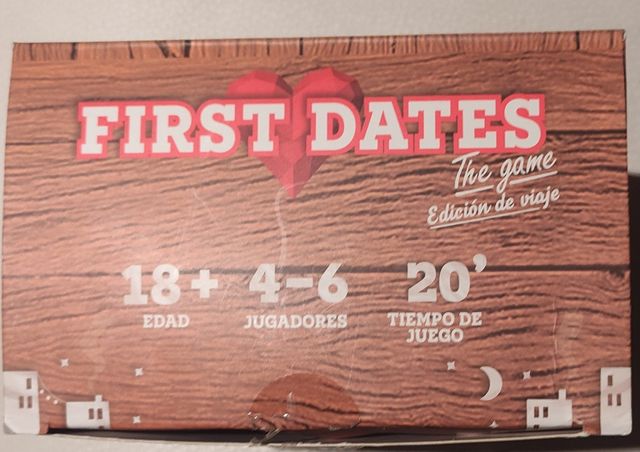 FIRST DATES
The game
Edición de viaje
18+ 4-6 20'
EDAD JUGADORES TIEMPO DE
JUEGO